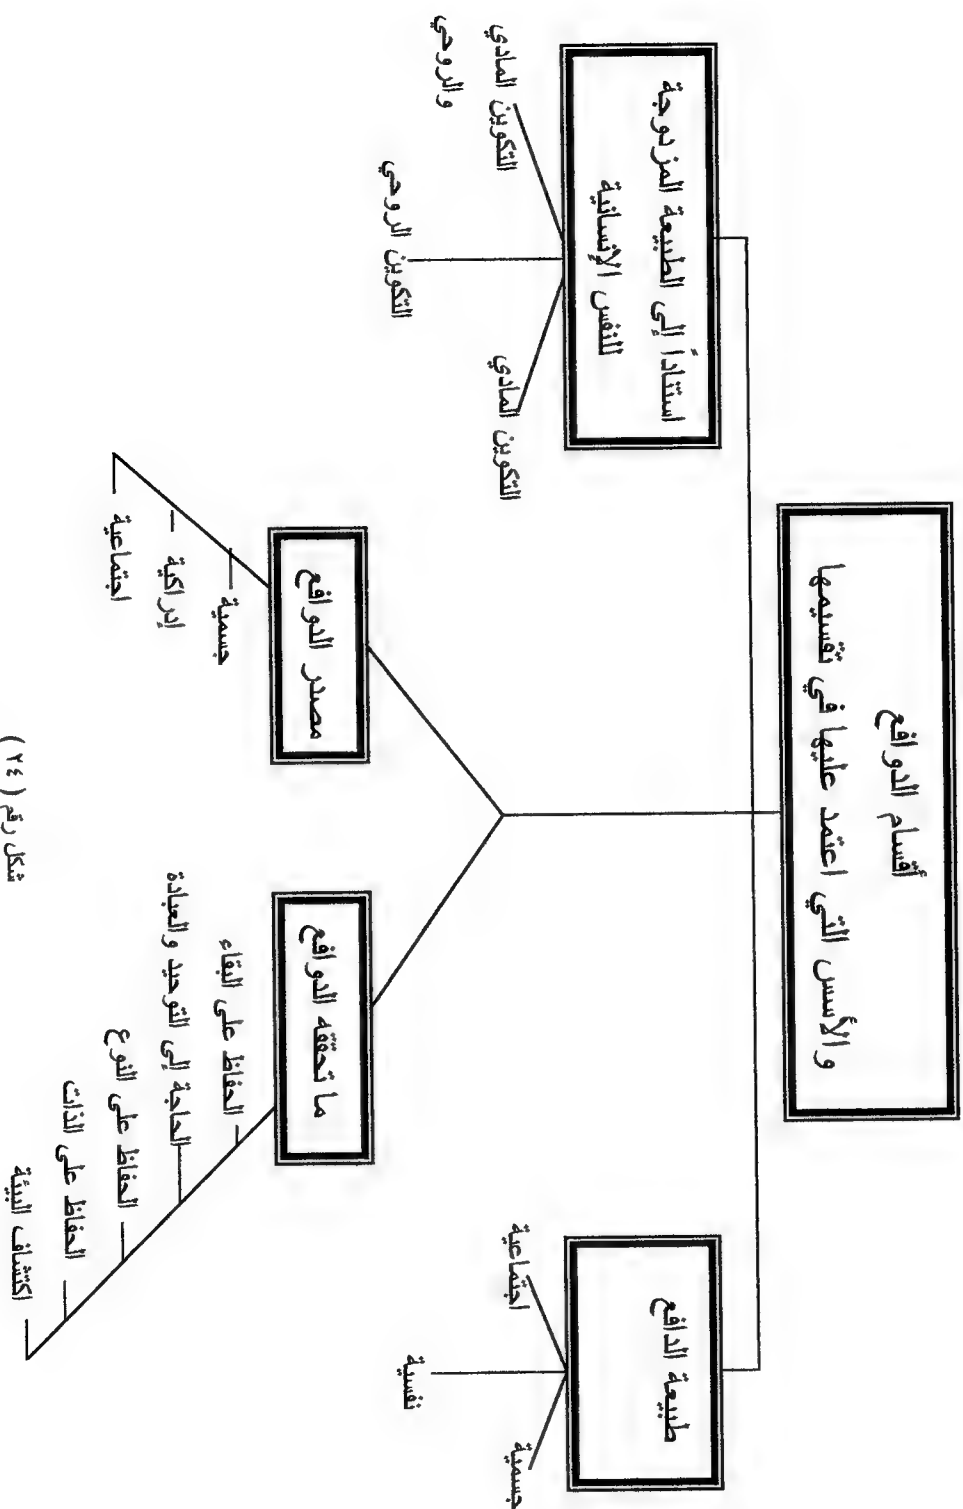 أقسام الدوافع
والأسس التي اعتمد عليها في تقسيمها
طبيعة الدافع
جسمية
نفسية
اجتماعية
استناداً إلى الطبيعة المزدوجة
للنفس الإنسانية
التكوين المادي
التكوين الروحي
التكوين المادي
والروحي
ما تحققه الدوافع
الحفاظ على البقاء
الحاجة إلى التوحيد والعبادة
الحفاظ على النوع
الحفاظ على الذات
اكتشاف البيئة
مصدر الدوافع
جسمية
إدراكية
اجتماعية
شكل رقم (٢٤)